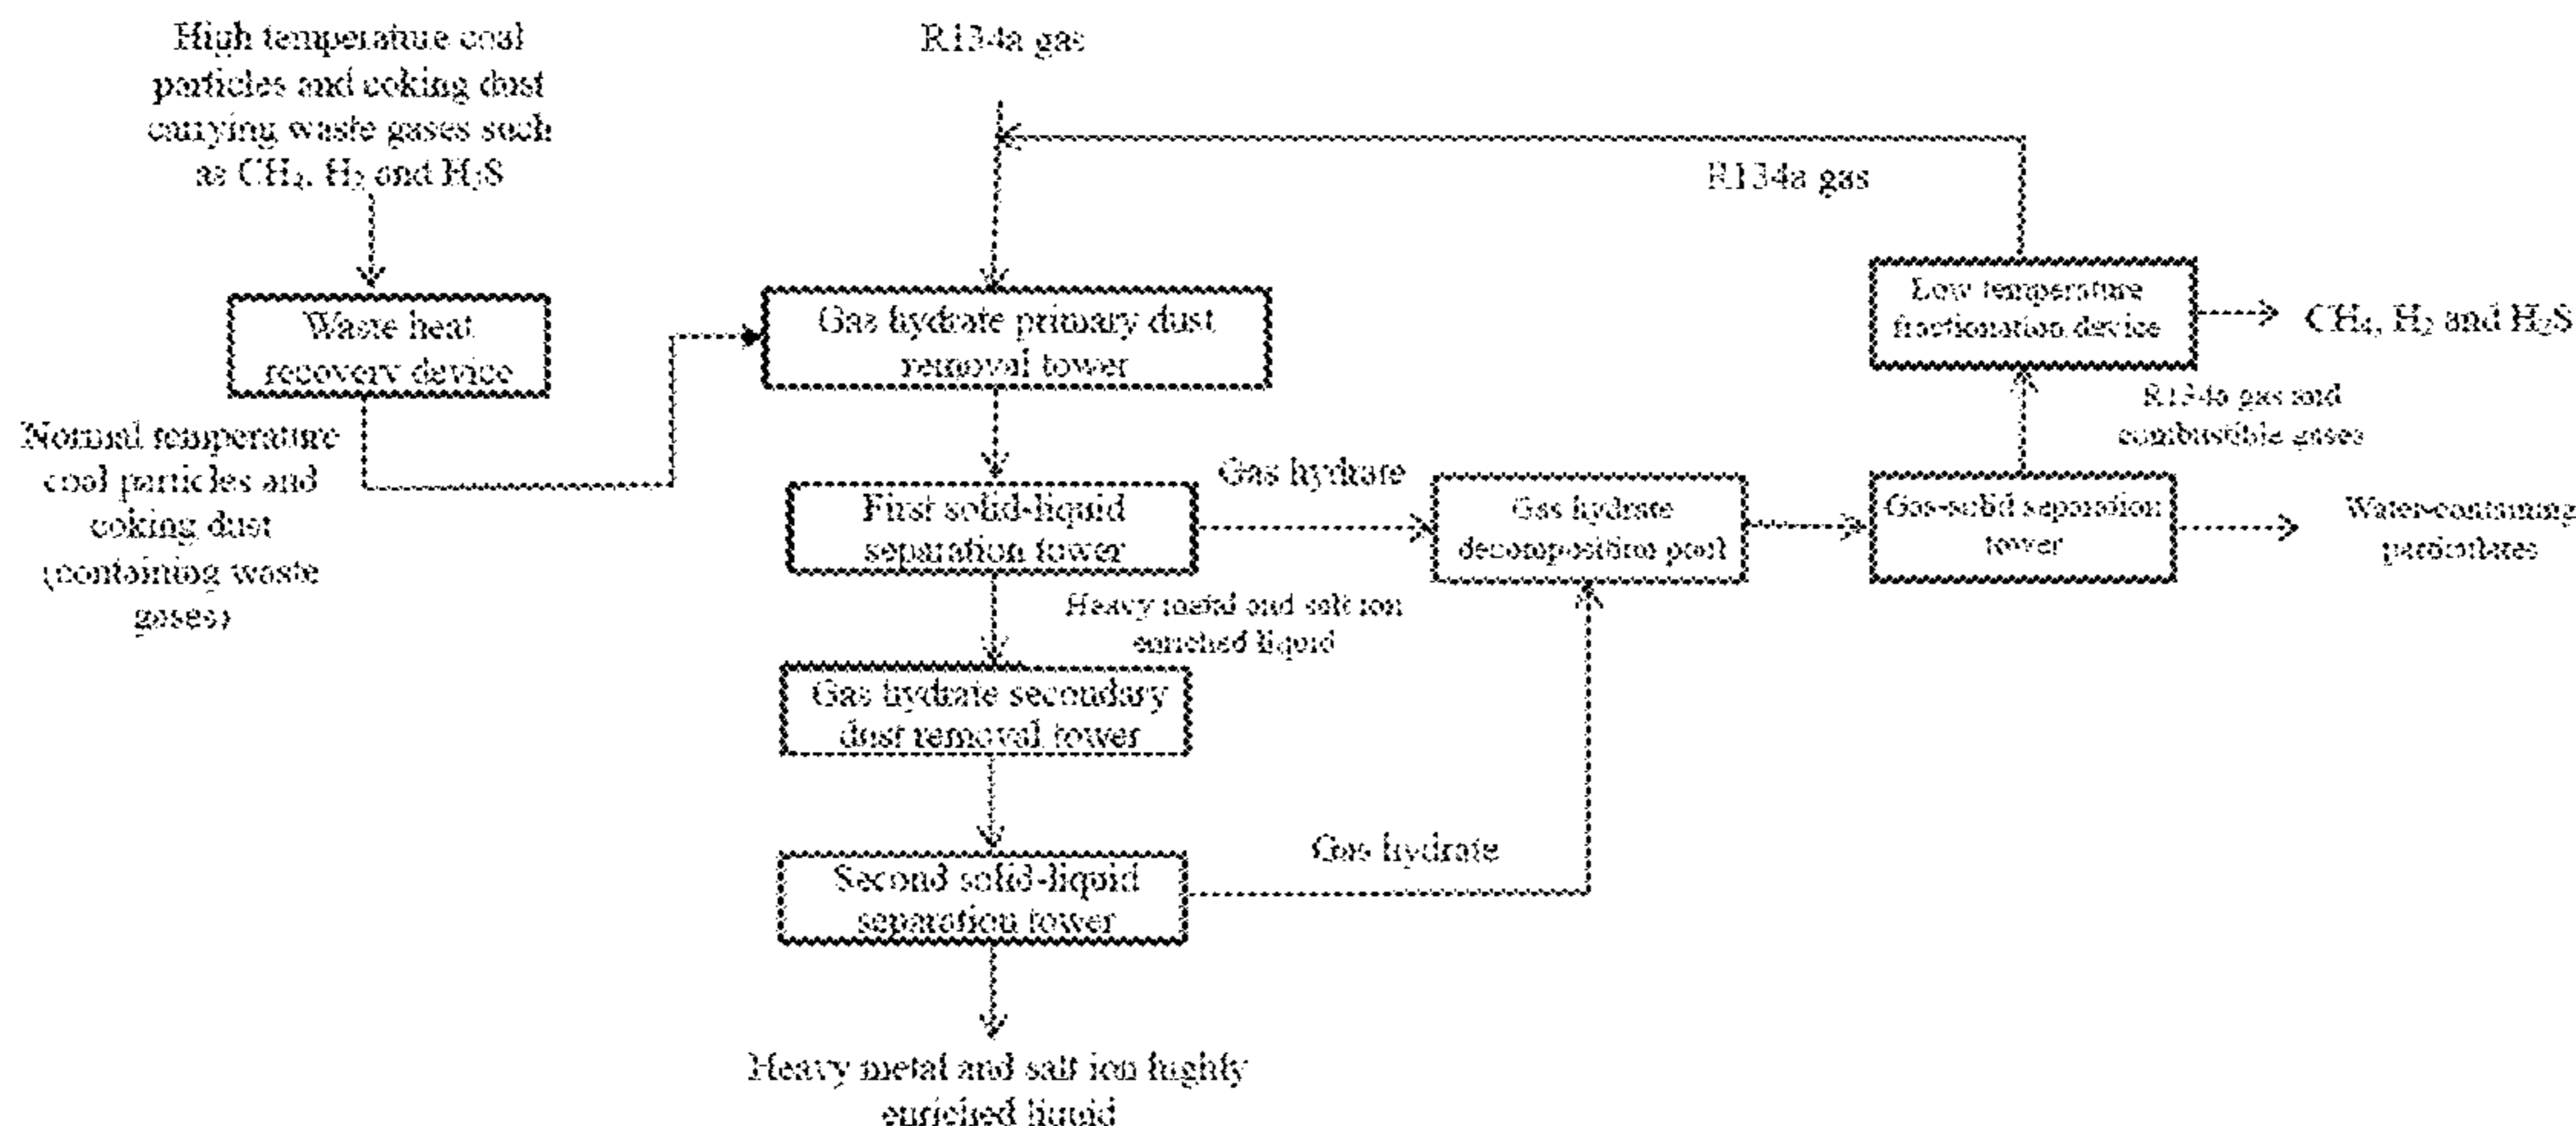 High temperature coal
particles and coking dust
carrying waste gases such
as CH₄, H₂ and H₂S
R134a gas
R134a gas
Waste heat
recovery device
Gas hydrate primary dust
removal tower
Low temperature
fractionation device
CH₄, H₂ and H₂S
Normal temperature
coal particles and
coking dust
(containing waste
gases)
R134a gas and
combustible gases
First solid-liquid
separation tower
Gas hydrate
Gas hydrate
decomposition pool
Gas-solid separation
tower
Water-containing
particulates
Heavy metal and salt ion
enriched liquid
Gas hydrate secondary
dust removal tower
Second solid-liquid
separation tower
Gas hydrate
Heavy metal and salt ion highly
enriched liquid